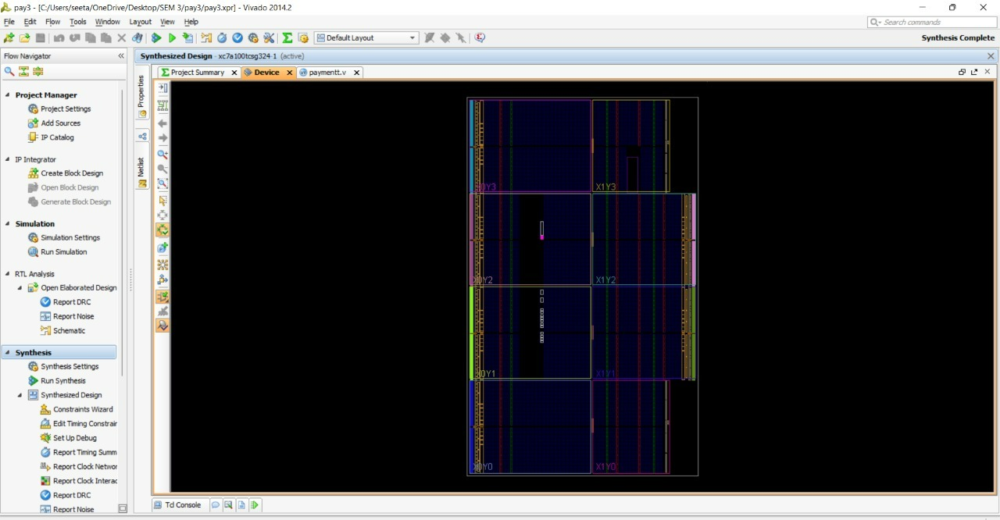 pay3 - [C:/Users/seeta/OneDrive/Desktop/SEM 3/pay3/pay3.xpr] - Vivado 2014.2
File Edit Flow Tools Window Layout View Help
Search commands
Default Layout
Synthesis Complete
Flow Navigator
Synthesized Design - xc7a100tcsg324-1 (active)
Project Summary
Device
paymentt.v
Properties
Netlist
Project Manager
Project Settings
Add Sources
IP Catalog
IP Integrator
Create Block Design
Open Block Design
Generate Block Design
Simulation
Simulation Settings
Run Simulation
RTL Analysis
Open Elaborated Design
Report DRC
Report Noise
Schematic
Synthesis
Synthesis Settings
Run Synthesis
Synthesized Design
Constraints Wizard
Edit Timing Constrair
Set Up Debug
Report Timing Summ
Report Clock Networ
Report Clock Interac
Report DRC
Report Noise
X0Y3
X1Y3
X0Y2
X1Y2
X0Y1
X1Y1
X0Y0
X1Y0
Tcl Console